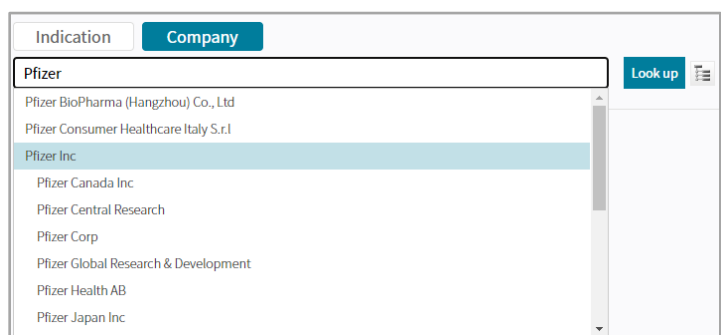 Indication Company
Pfizer
Look up
Pfizer BioPharma (Hangzhou) Co., Ltd
Pfizer Consumer Healthcare Italy S.r.l
Pfizer Inc
Pfizer Canada Inc
Pfizer Central Research
Pfizer Corp
Pfizer Global Research & Development
Pfizer Health AB
Pfizer Japan Inc